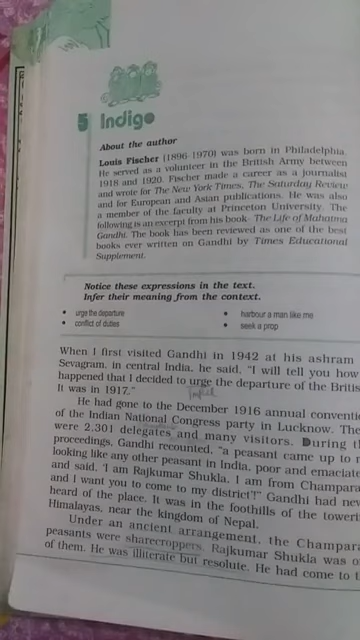 5 Indigo
About the author
Louis Fischer (1896-1970) was born in Philadelphia.
He served as a volunteer in the British Army between
1918 and 1920. Fischer made a career as a journalist
and wrote for The New York Times, The Saturday Review
and for European and Asian publications. He was also
a member of the faculty at Princeton University. The
following is an excerpt from his book- The Life of Mahatma
Gandhi. The book has been reviewed as one of the best
books ever written on Gandhi by Times Educational
Supplement.
Notice these expressions in the text.
Infer their meaning from the context.
• urge the departure • harbour a man like me
• conflict of duties • seek a prop
When I first visited Gandhi in 1942 at his ashram
Sevagram, in central India, he said, "I will tell you how
happened that I decided to urge the departure of the Britis
It was in 1917."
He had gone to the December 1916 annual conventi
of the Indian National Congress party in Lucknow. The
were 2,301 delegates and many visitors. During th
proceedings, Gandhi recounted, "a peasant came up to m
looking like any other peasant in India, poor and emaciate
and said, 'I am Rajkumar Shukla. I am from Champara
and I want you to come to my district'!" Gandhi had nev
heard of the place. It was in the foothills of the toweri
Himalayas, near the kingdom of Nepal.
Under an ancient arrangement, the Champara
peasants were sharecroppers. Rajkumar Shukla was o
of them. He was illiterate but resolute. He had come to t